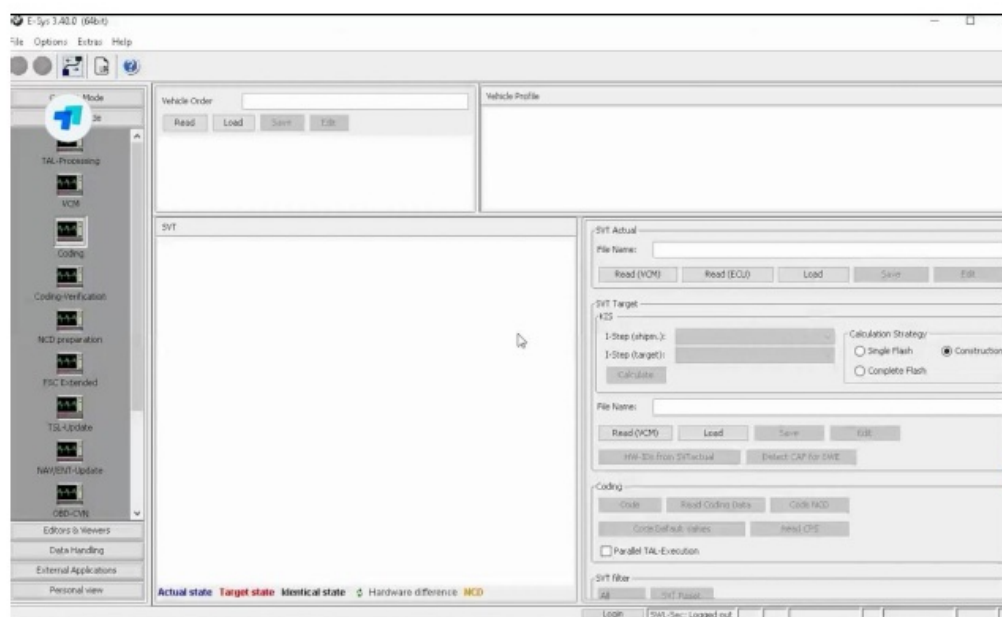 E-Sys 3.40.0 (64bit)
File Options Extras Help
Mode
TAL-Processing
VCM
Coding
Coding-Verification
NCD preparation
FSC Extended
TSL-Update
NAV/ENT-Update
OBD-CVN
Editors & Viewers
Data Handling
External Applications
Personal view
Vehicle Order
Read Load Save Edit
Vehicle Profile
SVT
Actual state Target state Identical state Hardware difference NCD
SVT Actual
File Name:
Read (VCM) Read (ECU) Load Save Edit
SVT Target
KIS
I-Step (shipm.):
I-Step (target):
Calculate
Calculation Strategy
Single Flash Construction
Complete Flash
File Name:
Read (VCM) Load Save Edit
HW-IDs from SVTactual Detect CAF for SWE
Coding
Code Read Coding Data Code NCD
Code Default Values Read CPS
Parallel TAL-Execution
SVT Filter
All SVT Reset
Login SWL-Sec: Logged out